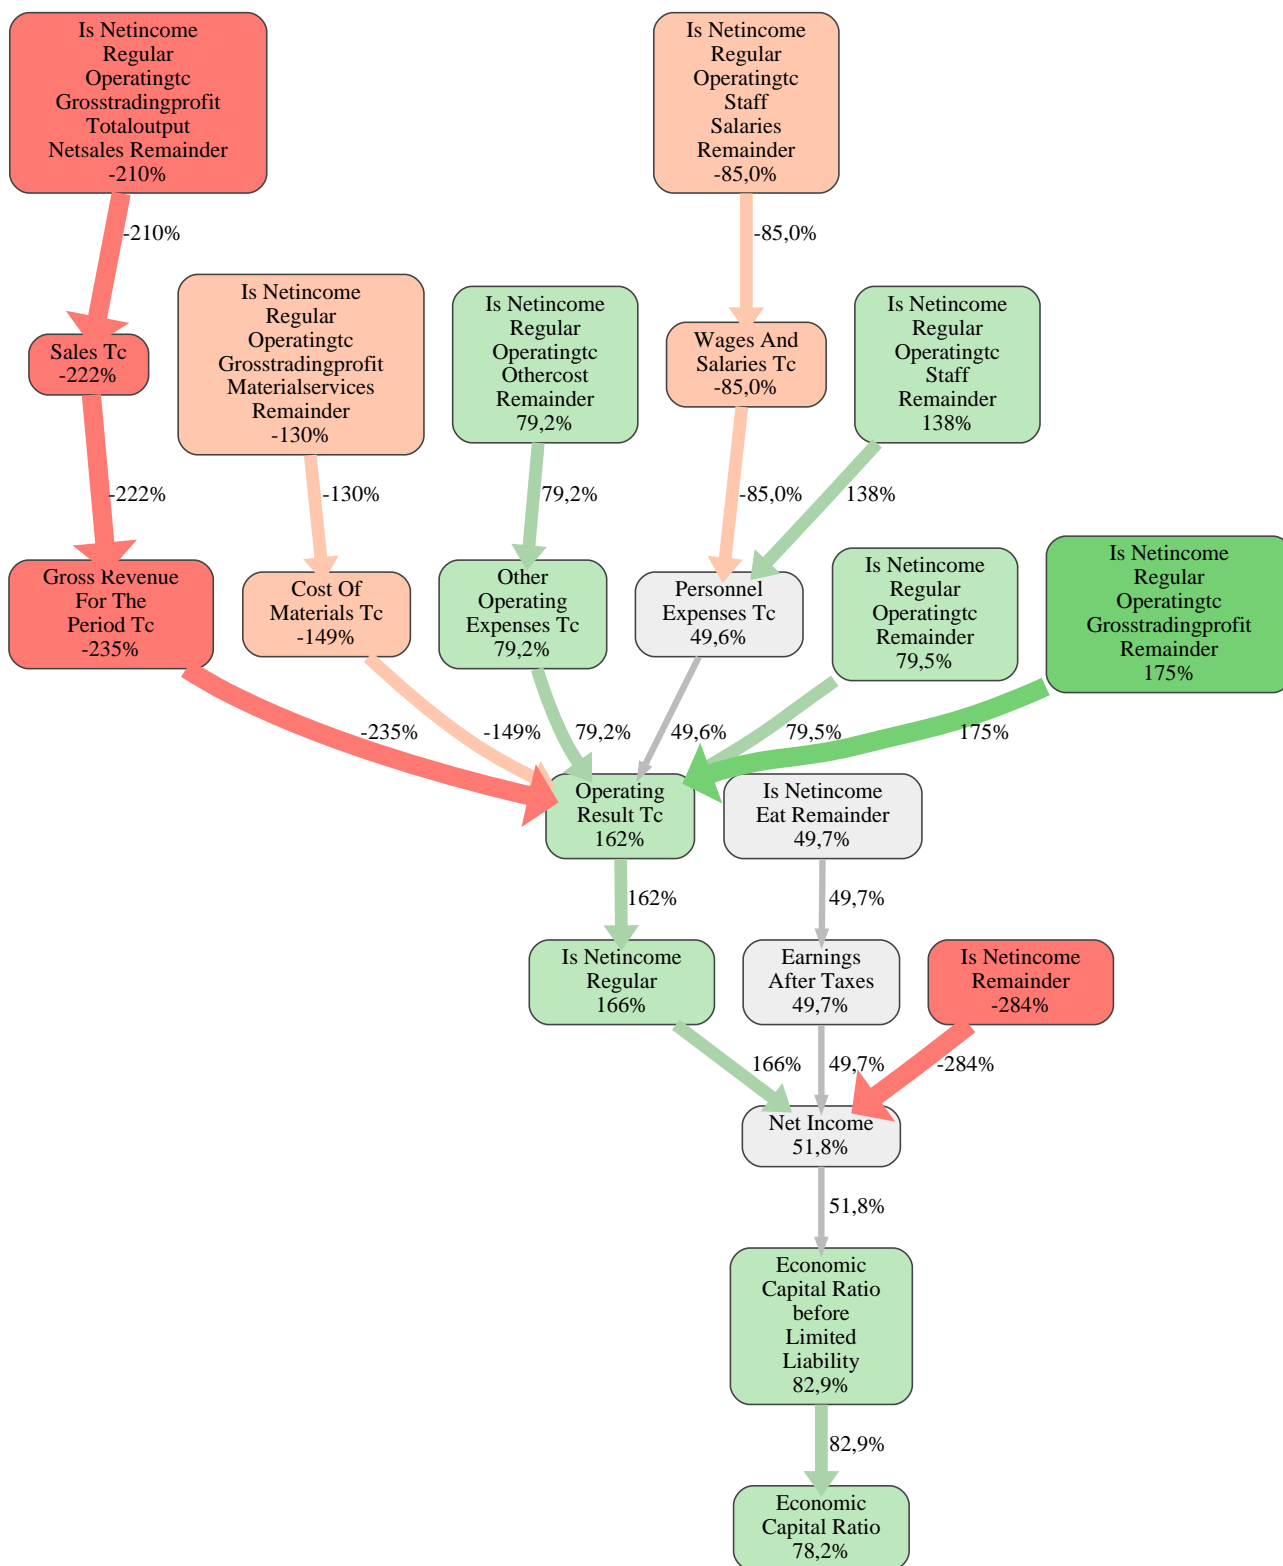 Is Netincome
Regular
Operatingtc
Grosstradingprofit
Totaloutput
Netsales Remainder
-210%
Is Netincome
Regular
Operatingtc
Staff
Salaries
Remainder
-85,0%
-210%
-85,0%
Is Netincome
Regular
Operatingtc
Grosstradingprofit
Materialservices
Remainder
-130%
Is Netincome
Regular
Operatingtc
Othercost
Remainder
79,2%
Is Netincome
Regular
Operatingtc
Staff
Remainder
138%
Sales Tc
-222%
Wages And
Salaries Tc
-85,0%
-222%
-130%
79,2%
-85,0%
138%
Gross Revenue
For The
Period Tc
-235%
Cost Of
Materials Tc
-149%
Other
Operating
Expenses Tc
79,2%
Personnel
Expenses Tc
49,6%
Is Netincome
Regular
Operatingtc
Remainder
79,5%
Is Netincome
Regular
Operatingtc
Grosstradingprofit
Remainder
175%
-235%
-149%
79,2%
49,6%
79,5%
175%
Operating
Result Tc
162%
Is Netincome
Eat Remainder
49,7%
162%
49,7%
Is Netincome
Regular
166%
Earnings
After Taxes
49,7%
Is Netincome
Remainder
-284%
166%
49,7%
-284%
Net Income
51,8%
51,8%
Economic
Capital Ratio
before
Limited
Liability
82,9%
82,9%
Economic
Capital Ratio
78,2%